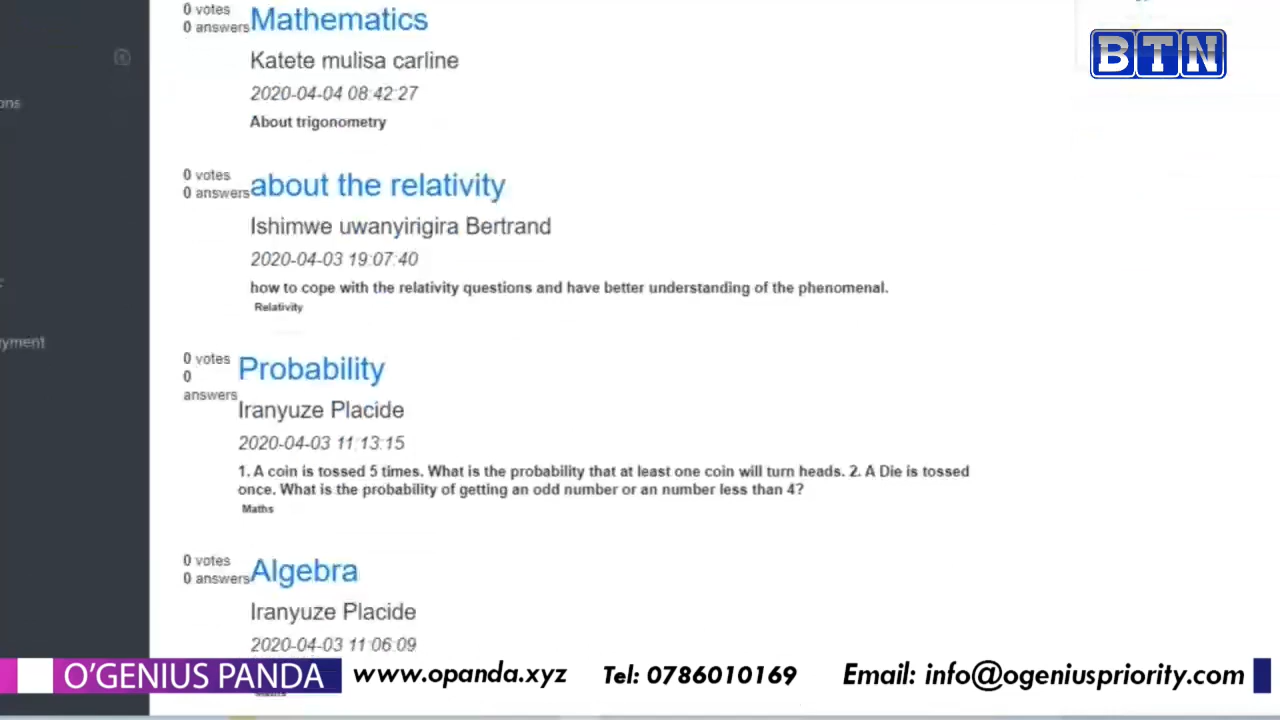 0 votes
0 answers
Mathematics
Katete mulisa carline
2020-04-04 08:42:27
About trigonometry
BTN
ons
0 votes
0 answers
about the relativity
Ishimwe uwanyirigira Bertrand
2020-04-03 19:07:40
how to cope with the relativity questions and have better understanding of the phenomenal.
Relativity
yment
0 votes
0
answers
Probability
Iranyuze Placide
2020-04-03 11:13:15
1. A coin is tossed 5 times. What is the probability that at least one coin will turn heads. 2. A Die is tossed
once. What is the probability of getting an odd number or an number less than 4?
Maths
0 votes
0 answers
Algebra
Iranyuze Placide
2020-04-03 11:06:09
O'GENIUS PANDA
www.opanda.xyz
Tel: 0786010169
Email: info@ogeniuspriority.com